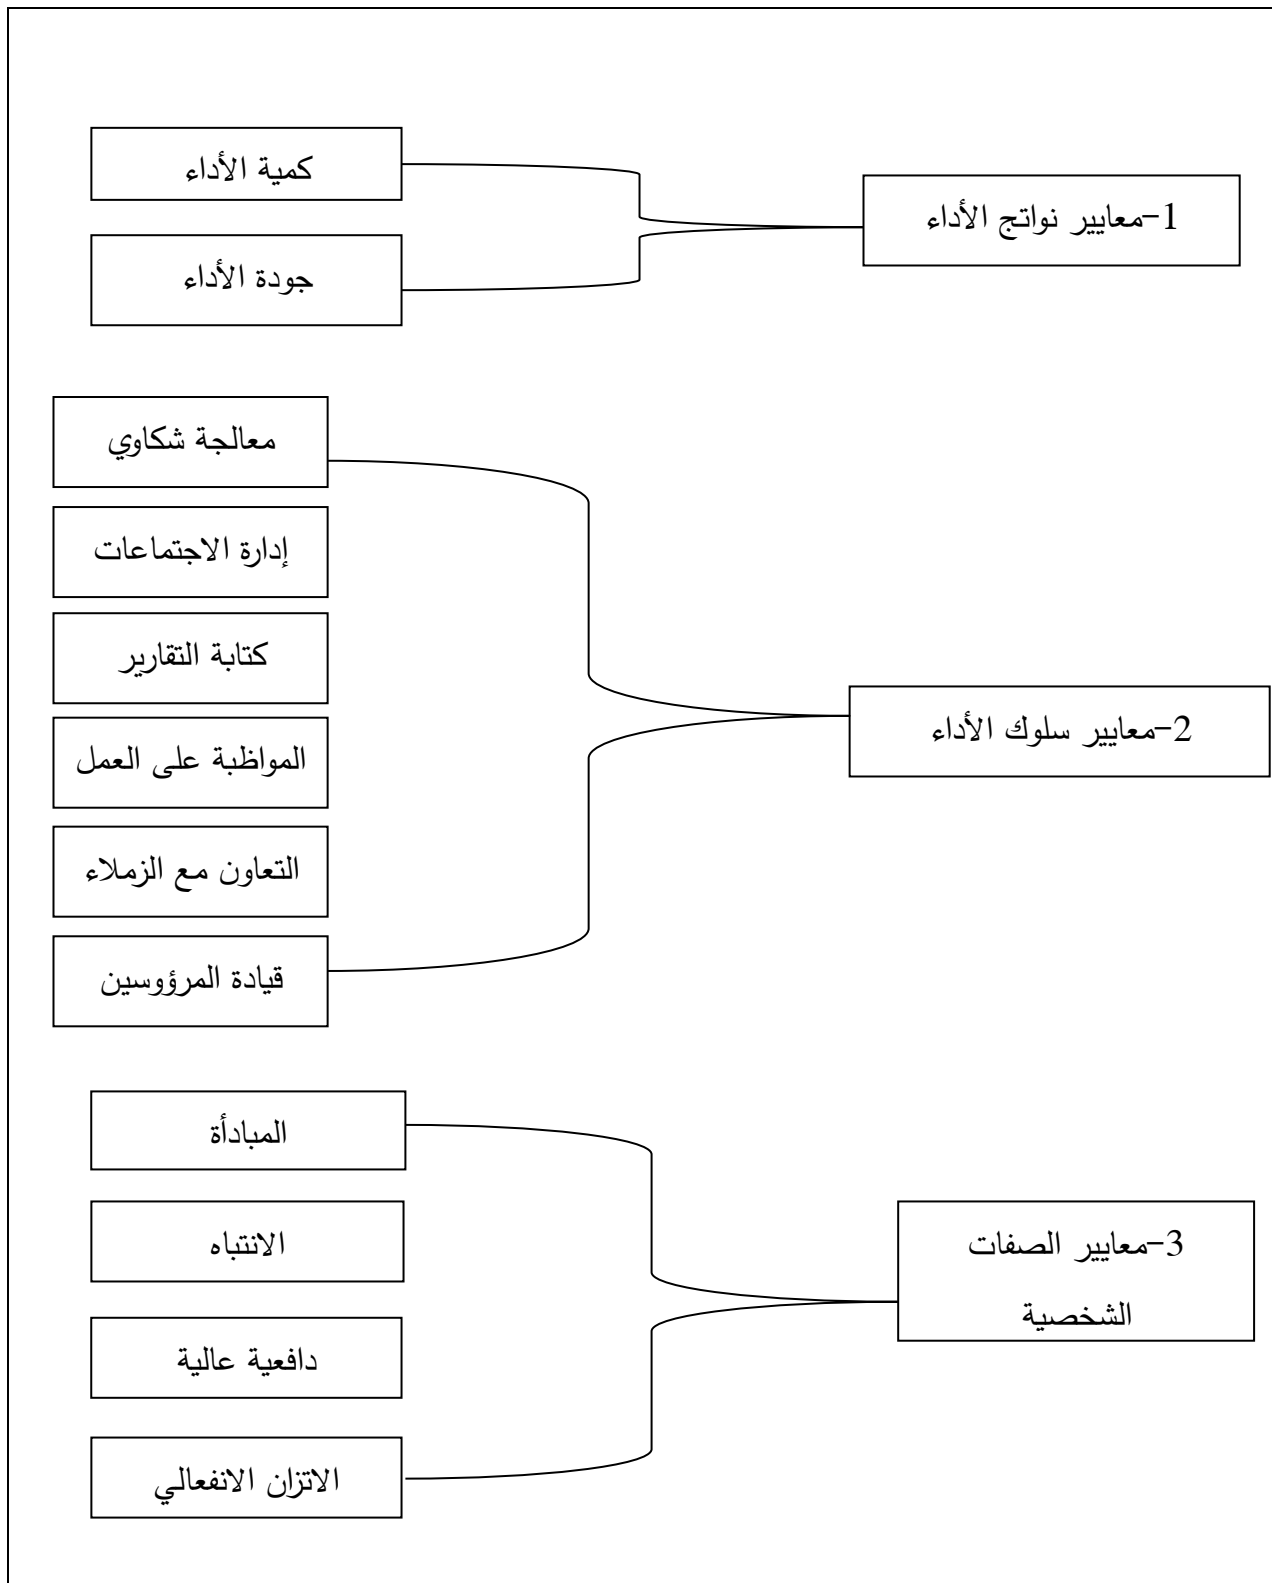 1-معايير نواتج الأداء
كمية الأداء
جودة الأداء
2-معايير سلوك الأداء
معالجة شكاوي
إدارة الاجتماعات
كتابة التقارير
المواظبة على العمل
التعاون مع الزملاء
قيادة المرؤوسين
3-معايير الصفات
الشخصية
المبادأة
الانتباه
دافعية عالية
الاتزان الانفعالي